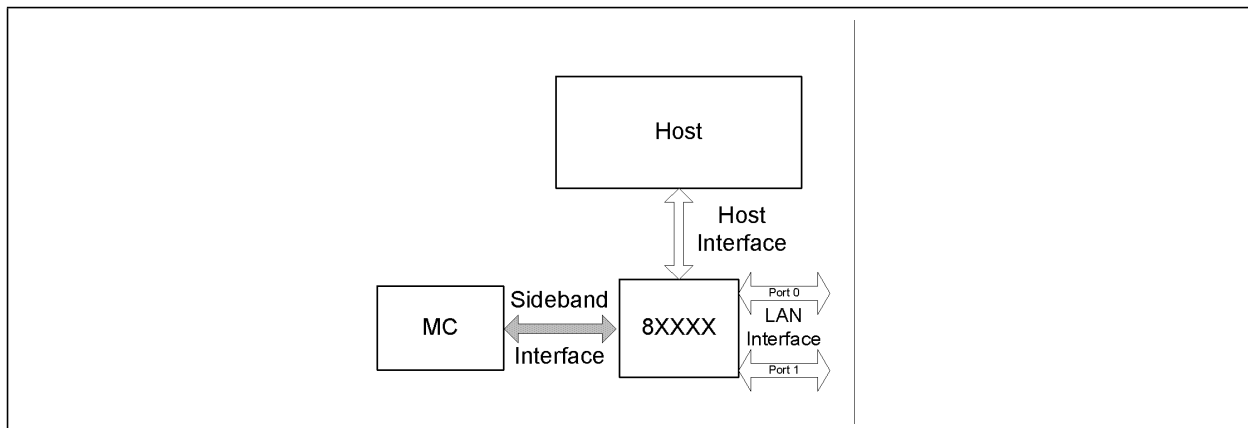 Host
Host
Interface
MC
Sideband
Interface
8XXXX
Port 0
LAN
Interface
Port 1